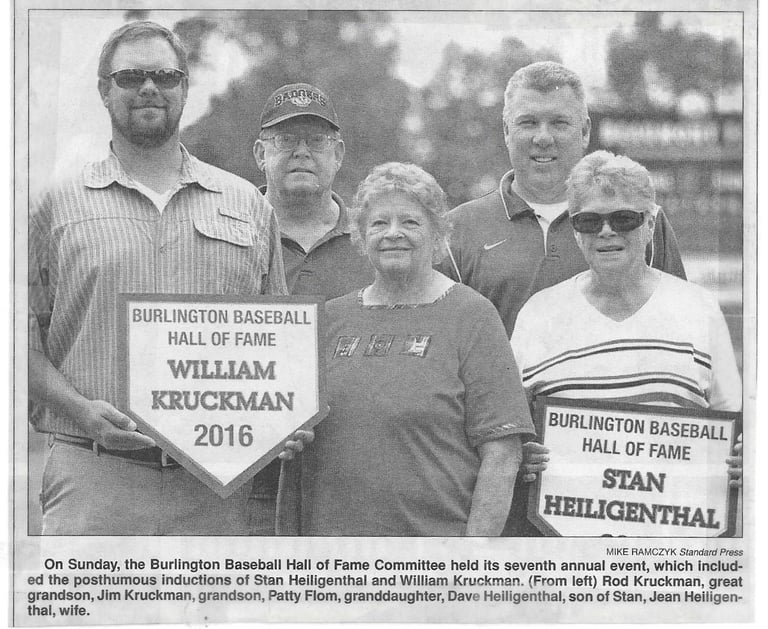 BADGERS
BURLINGTON BASEBALL
HALL OF FAME
WILLIAM
KRUCKMAN
2016
BURLINGTON BASEBALL
HALL OF FAME
STAN
HEILIGENTHAL
MIKE RAMCZYK Standard Press
On Sunday, the Burlington Baseball Hall of Fame Committee held its seventh annual event, which includ-
ed the posthumous inductions of Stan Heiligenthal and William Kruckman. (From left) Rod Kruckman, great
grandson, Jim Kruckman, grandson, Patty Flom, granddaughter, Dave Heiligenthal, son of Stan, Jean Heiligen-
thal, wife.